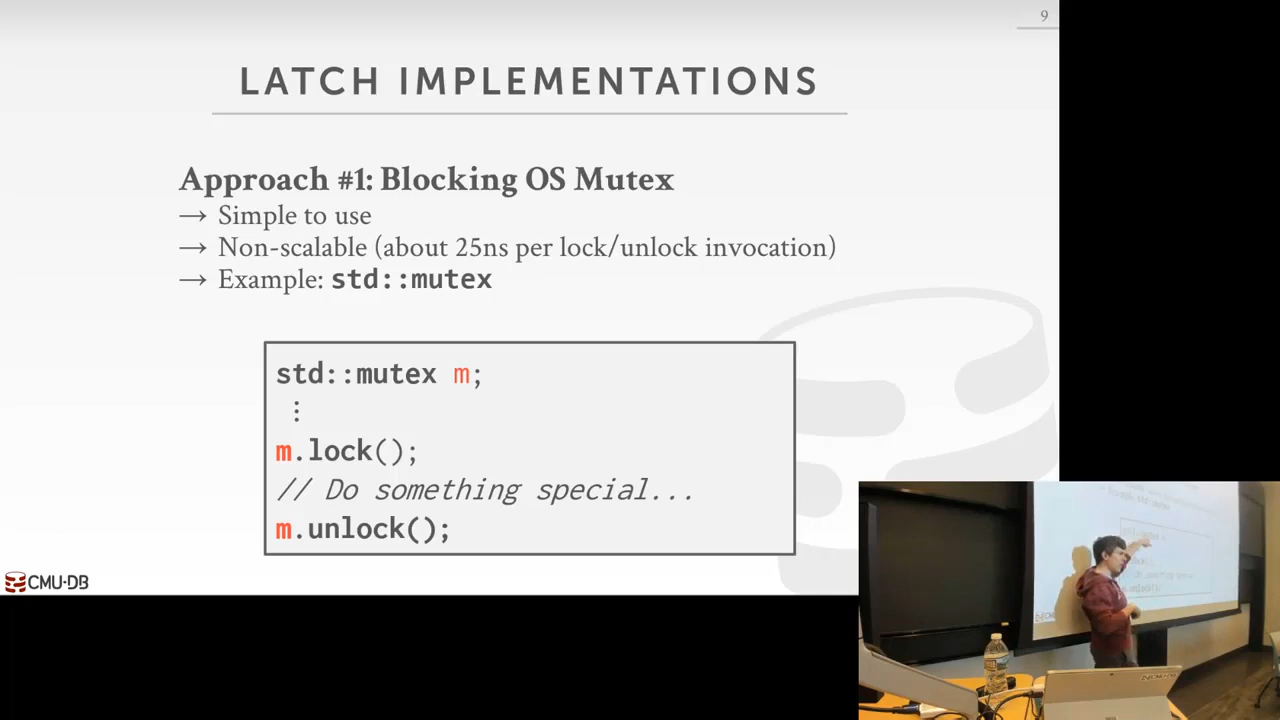 9
LATCH IMPLEMENTATIONS
Approach #1: Blocking OS Mutex
→ Simple to use
→ Non-scalable (about 25ns per lock/unlock invocation)
→ Example: std::mutex
std::mutex m;
⋮
m.lock();
// Do something special...
m.unlock();
CMU·DB